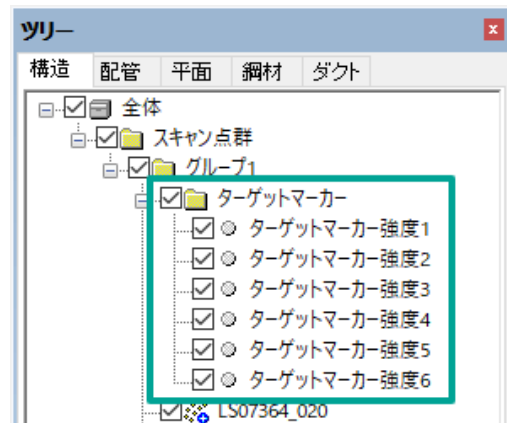 ツリー
構造 配管 平面 鋼材 ダクト
全体
スキャン点群
グループ1
ターゲットマーカー
ターゲットマーカー強度1
ターゲットマーカー強度2
ターゲットマーカー強度3
ターゲットマーカー強度4
ターゲットマーカー強度5
ターゲットマーカー強度6
LS07364_020